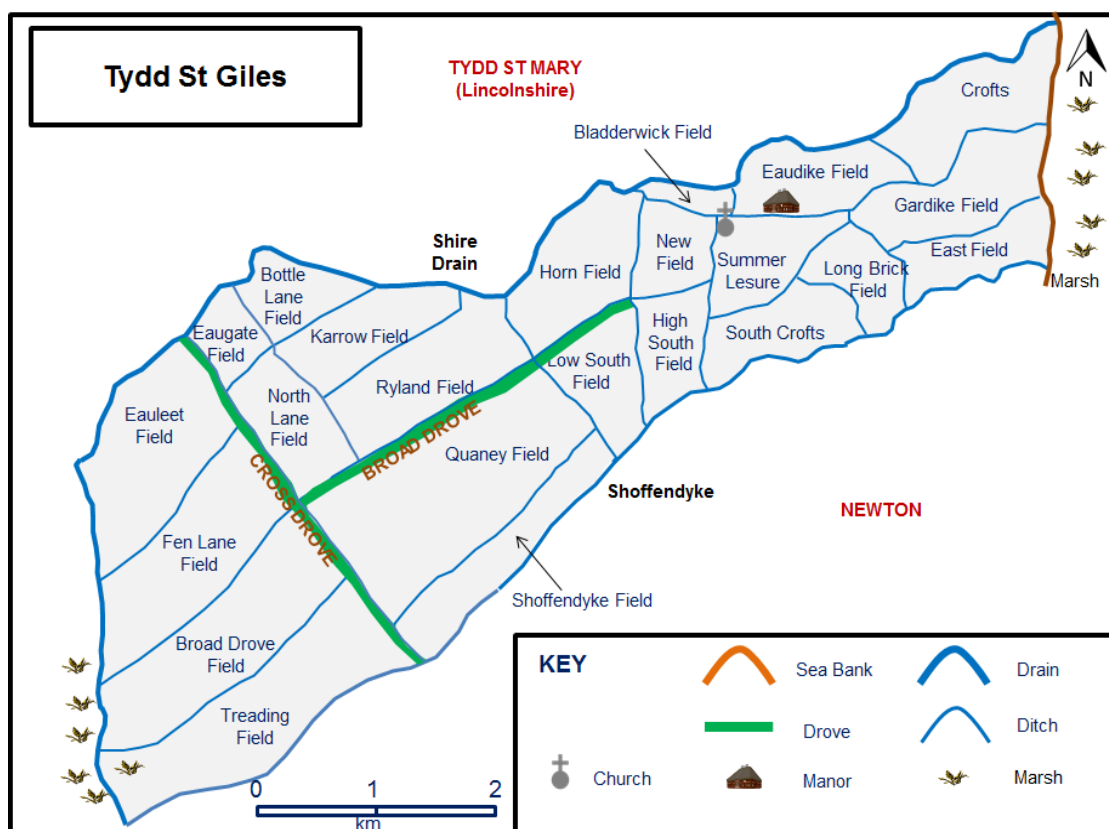 Tydd St Giles
TYDD ST MARY
(Lincolnshire)
N
Crofts
Bladderwick Field
Eaudike Field
Gardike Field
East Field
Marsh
Shire
Drain
Horn Field
New
Field
Summer
Lesure
Long Brick
Field
Bottle
Lane
Field
Eaugate
Field
Karrow Field
High
South
Field
South Crofts
Low South
Field
Ryland Field
North
Lane
Field
Eauleet
Field
BROAD DROVE
Quaney Field
CROSS DROVE
Shoffendyke
NEWTON
Fen Lane
Field
Shoffendyke Field
Broad Drove
Field
Treading
Field
0 1 2
km
KEY
Sea Bank
Drain
Drove
Ditch
Church
Manor
Marsh